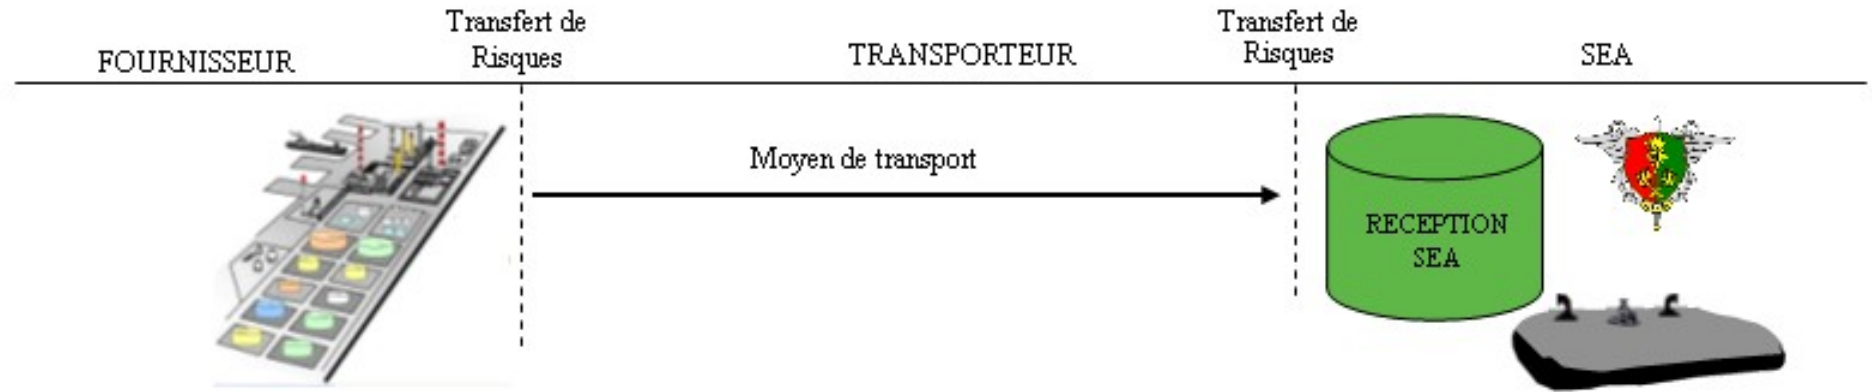 FOURNISSEUR
Transfert de
Risques
TRANSPORTEUR
Transfert de
Risques
SEA
Moyen de transport
RECEPTION
SEA